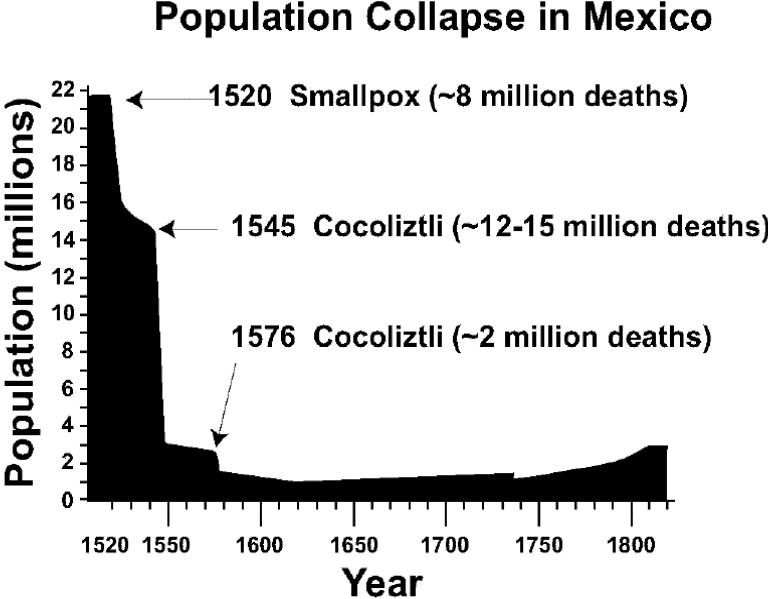 Population Collapse in Mexico
22
20
18
16
14
12
10
8
6
4
2
0
Population (millions)
1520 Smallpox (~8 million deaths)
1545 Cocoliztli (~12-15 million deaths)
1576 Cocoliztli (~2 million deaths)
1520 1550 1600 1650 1700 1750 1800
Year